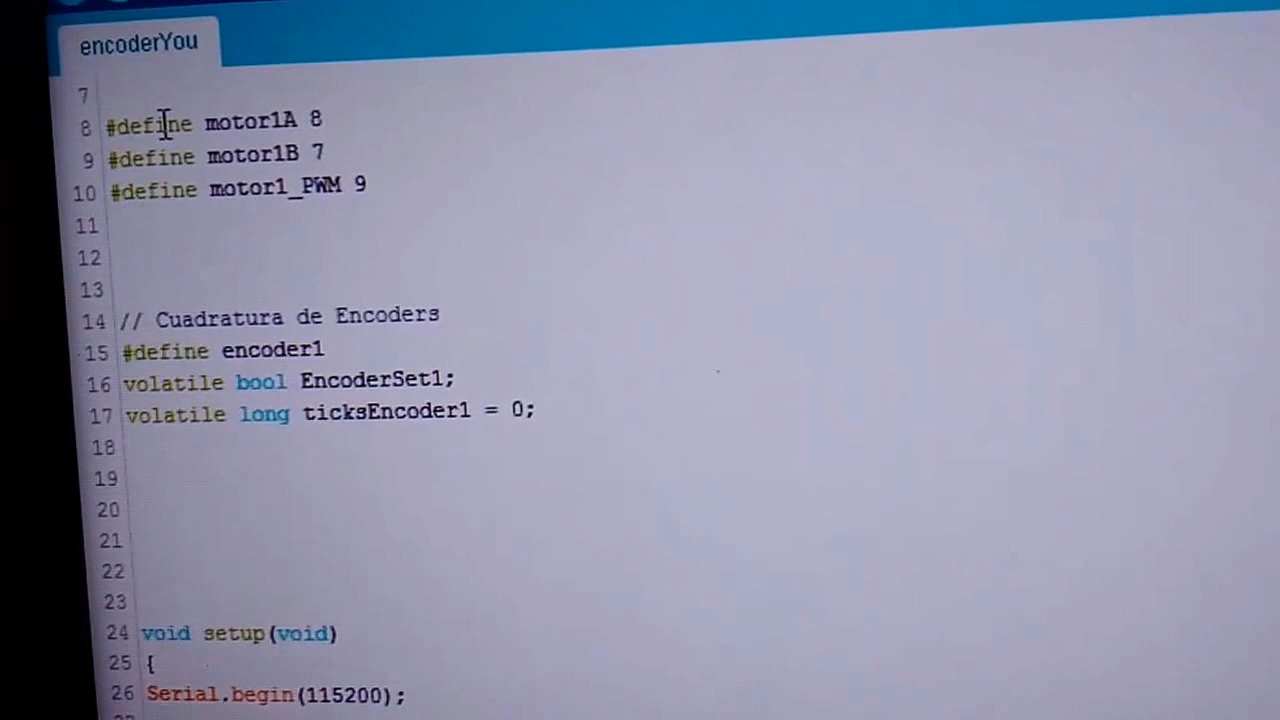 encoderYou
7
8 #define motor1A 8
9 #define motor1B 7
10 #define motor1_PWM 9
11
12
13
14 // Cuadratura de Encoders
15 #define encoder1
16 volatile bool EncoderSet1;
17 volatile long ticksEncoder1 = 0;
18
19
20
21
22
23
24 void setup(void)
25 {
26 Serial.begin(115200);